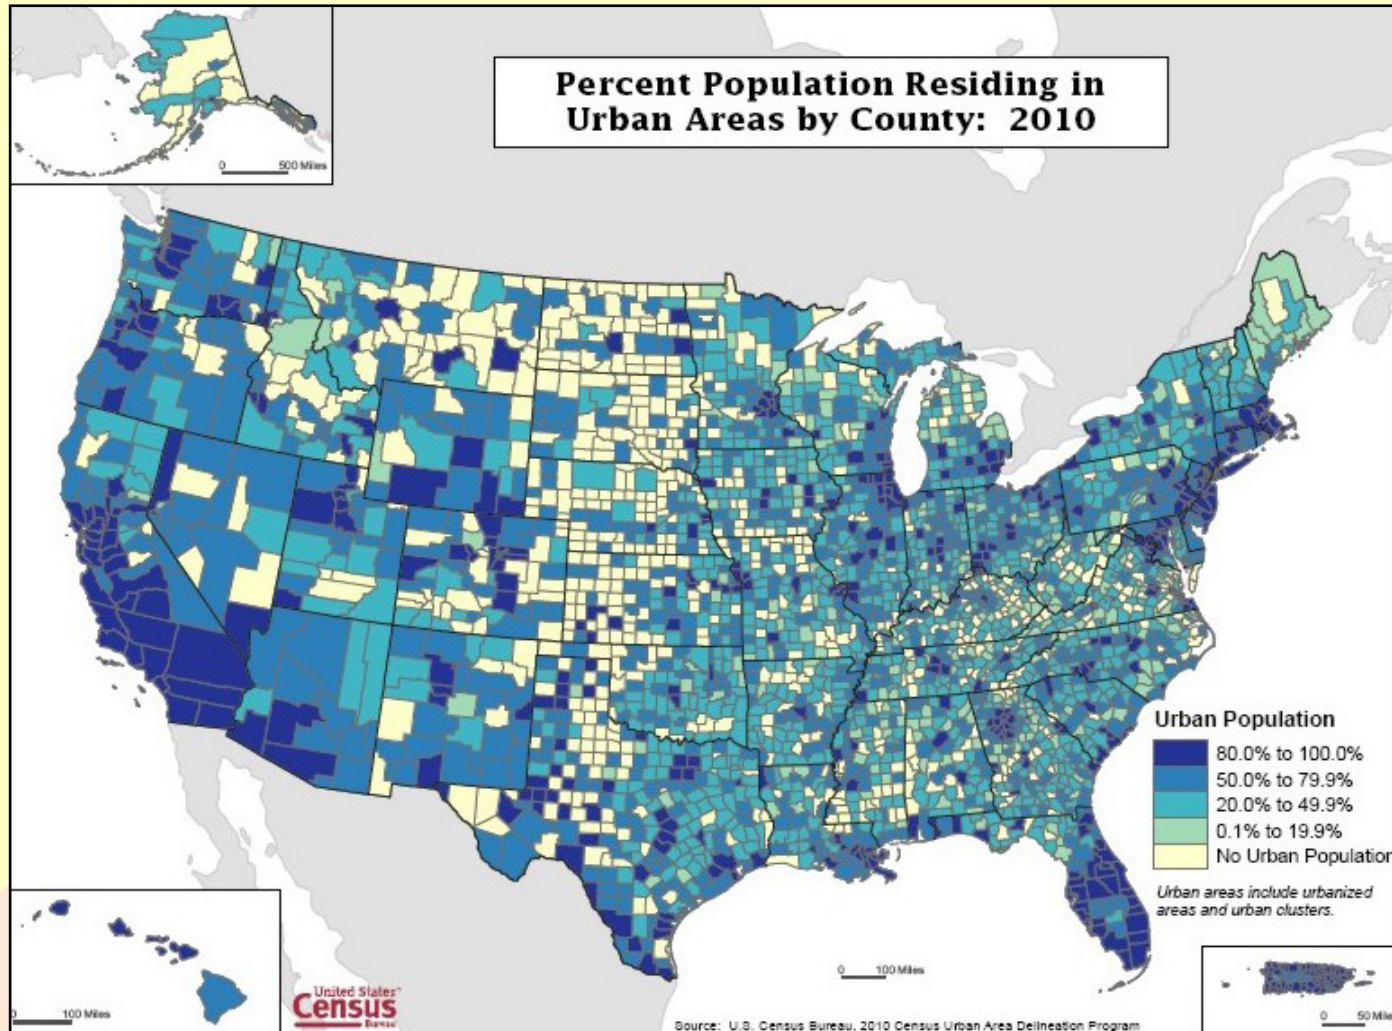 Percent Population Residing in
Urban Areas by County: 2010
0 500 Miles
Urban Population
80.0% to 100.0%
50.0% to 79.9%
20.0% to 49.9%
0.1% to 19.9%
No Urban Population
Urban areas include urbanized
areas and urban clusters.
0 100 Miles
0 100 Miles
0 50 Mile
United States™
Census
Bureau
Source: U.S. Census Bureau, 2010 Census Urban Area Delineation Program